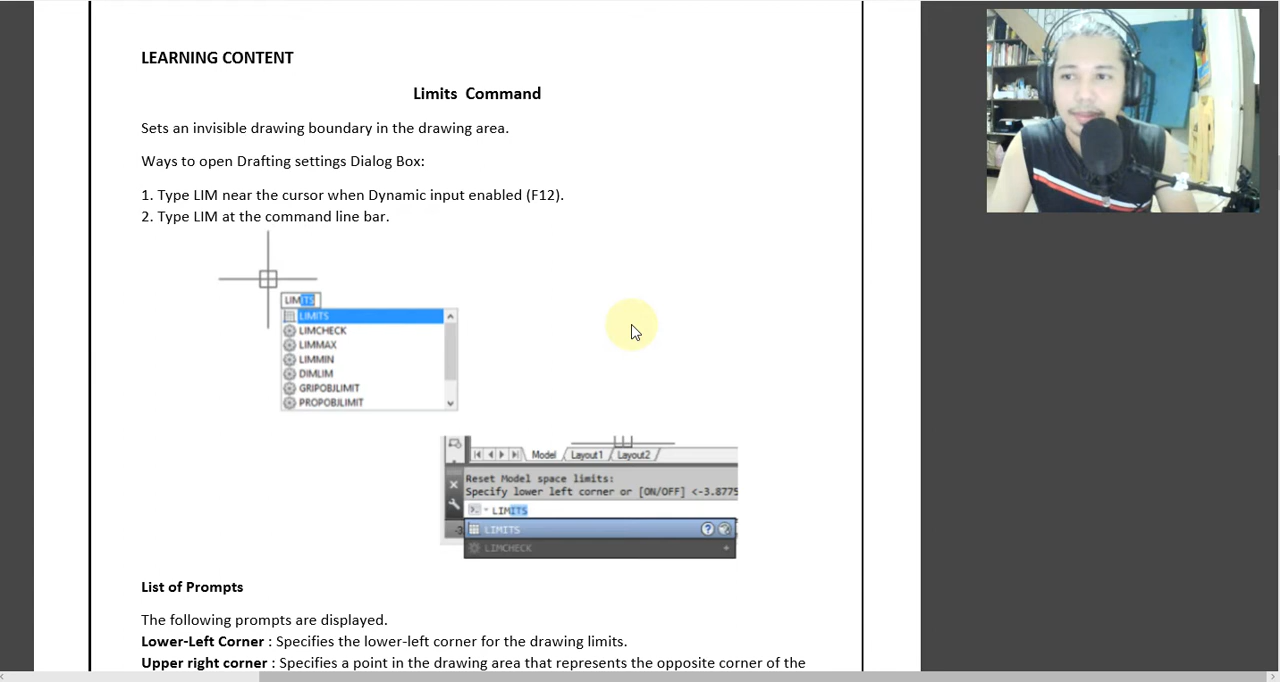 LEARNING CONTENT
Limits Command
Sets an invisible drawing boundary in the drawing area.
Ways to open Drafting settings Dialog Box:
1. Type LIM near the cursor when Dynamic input enabled (F12).
2. Type LIM at the command line bar.
LIMITS
LIMITS
LIMCHECK
LIMMAX
LIMMIN
DIMLIM
GRIPOBJLIMIT
PROPOBJLIMIT
Model Layout1 Layout2
Reset Model space limits:
Specify lower left corner or [ON/OFF] <-3.8775
LIMITS
LIMITS
LIMCHECK
List of Prompts
The following prompts are displayed.
Lower-Left Corner : Specifies the lower-left corner for the drawing limits.
Upper right corner : Specifies a point in the drawing area that represents the opposite corner of the